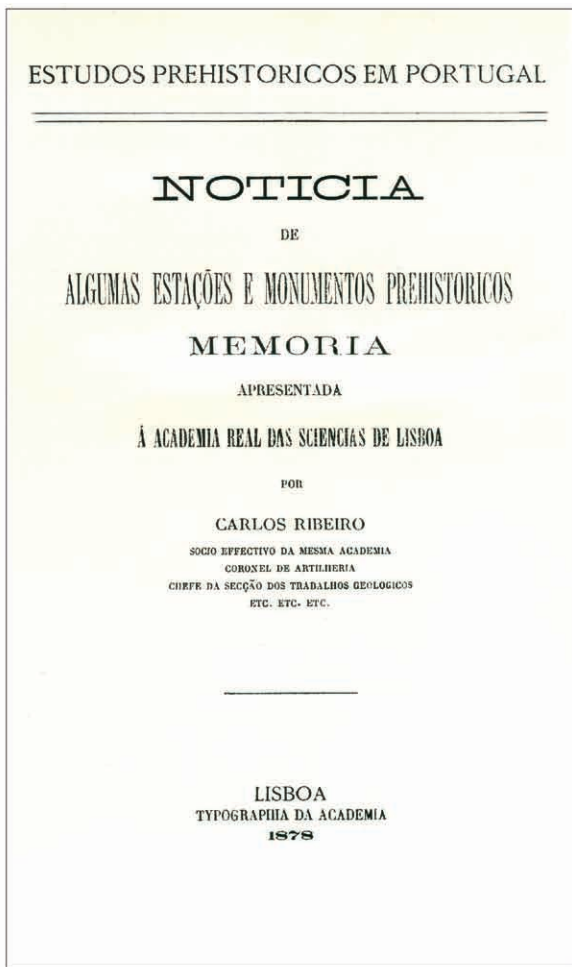 ESTUDOS PREHISTORICOS EM PORTUGAL
NOTICIA
DE
ALGUMAS ESTAÇÕES E MONUMENTOS PREHISTORICOS
MEMORIA
APRESENTADA
Á ACADEMIA REAL DAS SCIENCIAS DE LISBOA
POR
CARLOS RIBEIRO
SOCIO EFFECTIVO DA MESMA ACADEMIA
CORONEL DE ARTILHERIA
CHEFE DA SECÇÃO DOS TRABALHOS GEOLOGICOS
ETC. ETC. ETC.
LISBOA
TYPOGRAPHIA DA ACADEMIA
1878